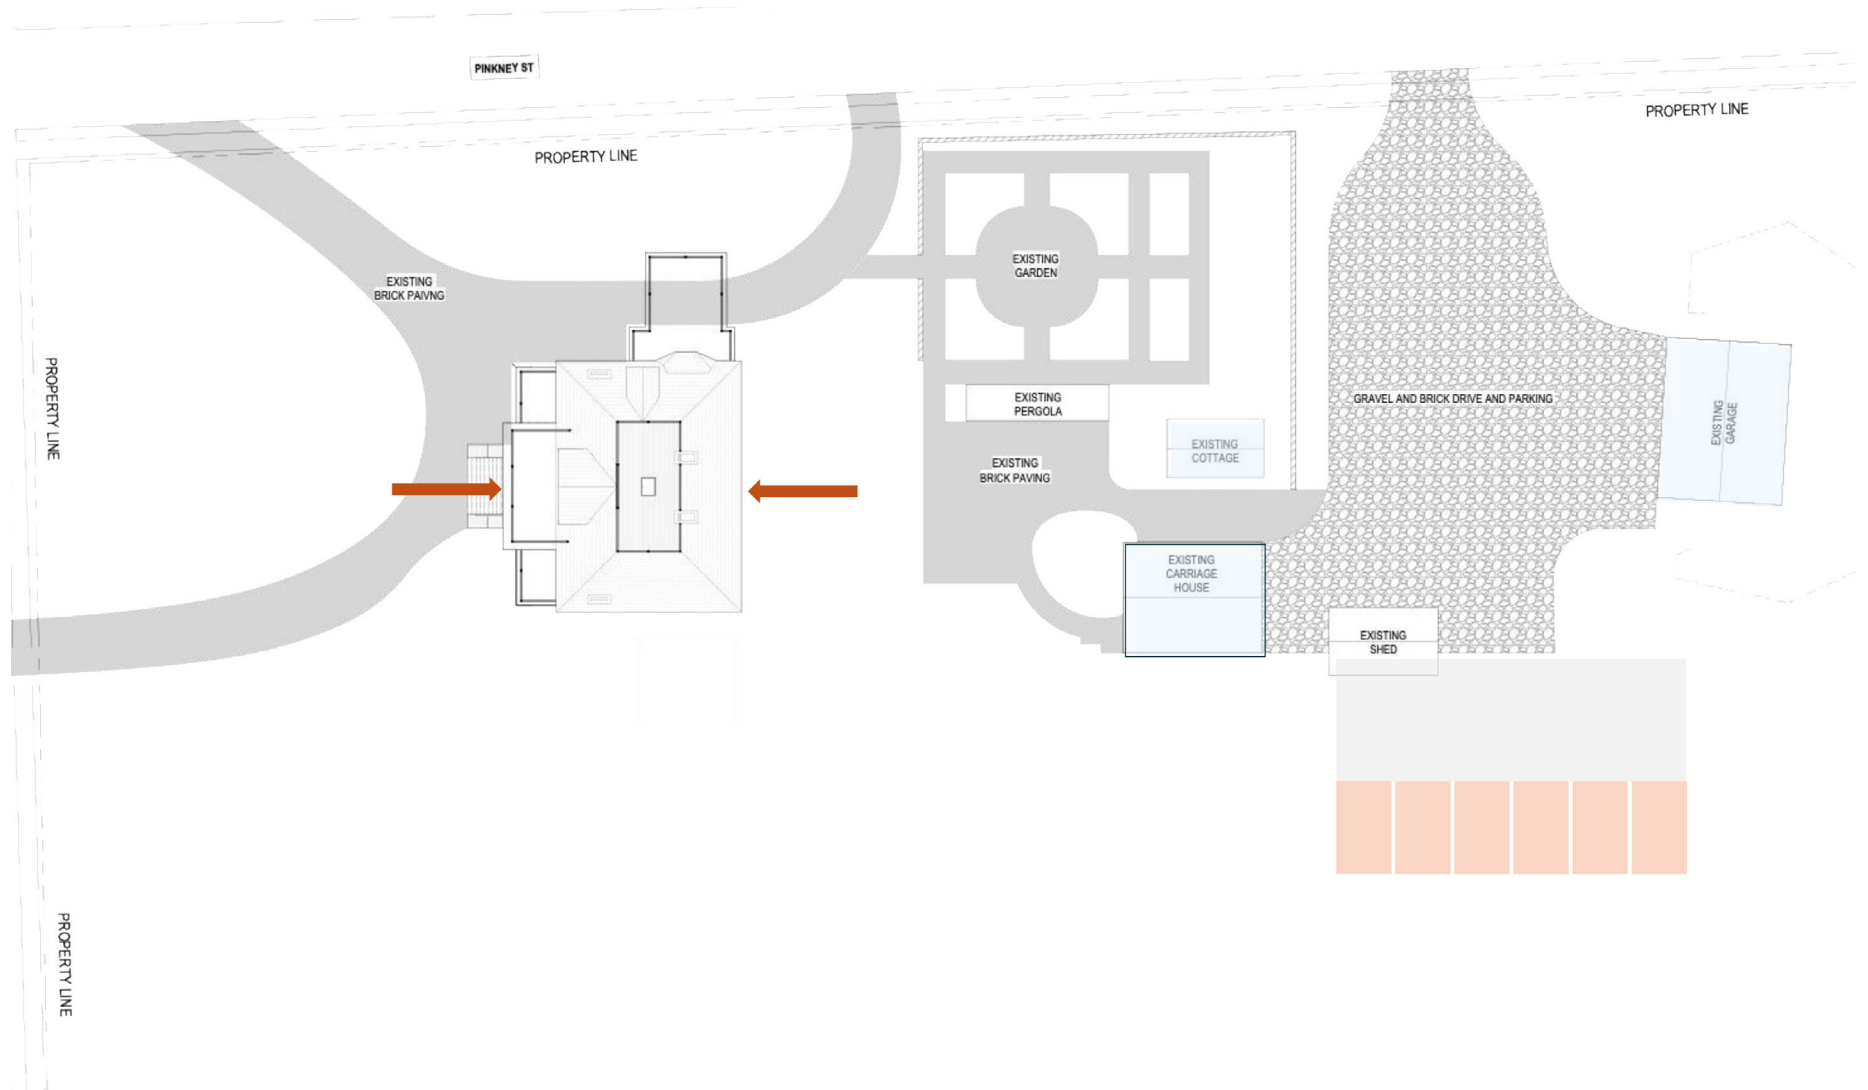 PINKNEY ST
PROPERTY LINE
PROPERTY LINE
EXISTING
BRICK PAIVNG
EXISTING
GARDEN
PROPERTY LINE
EXISTING
PERGOLA
GRAVEL AND BRICK DRIVE AND PARKING
EXISTING
GARAGE
EXISTING
COTTAGE
EXISTING
BRICK PAVING
EXISTING
CARRIAGE
HOUSE
EXISTING
SHED
PROPERTY LINE